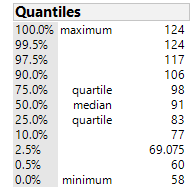 Quantiles
100.0% maximum 124
99.5% 124
97.5% 117
90.0% 106
75.0% quartile 98
50.0% median 91
25.0% quartile 83
10.0% 77
2.5% 69.075
0.5% 60
0.0% minimum 58